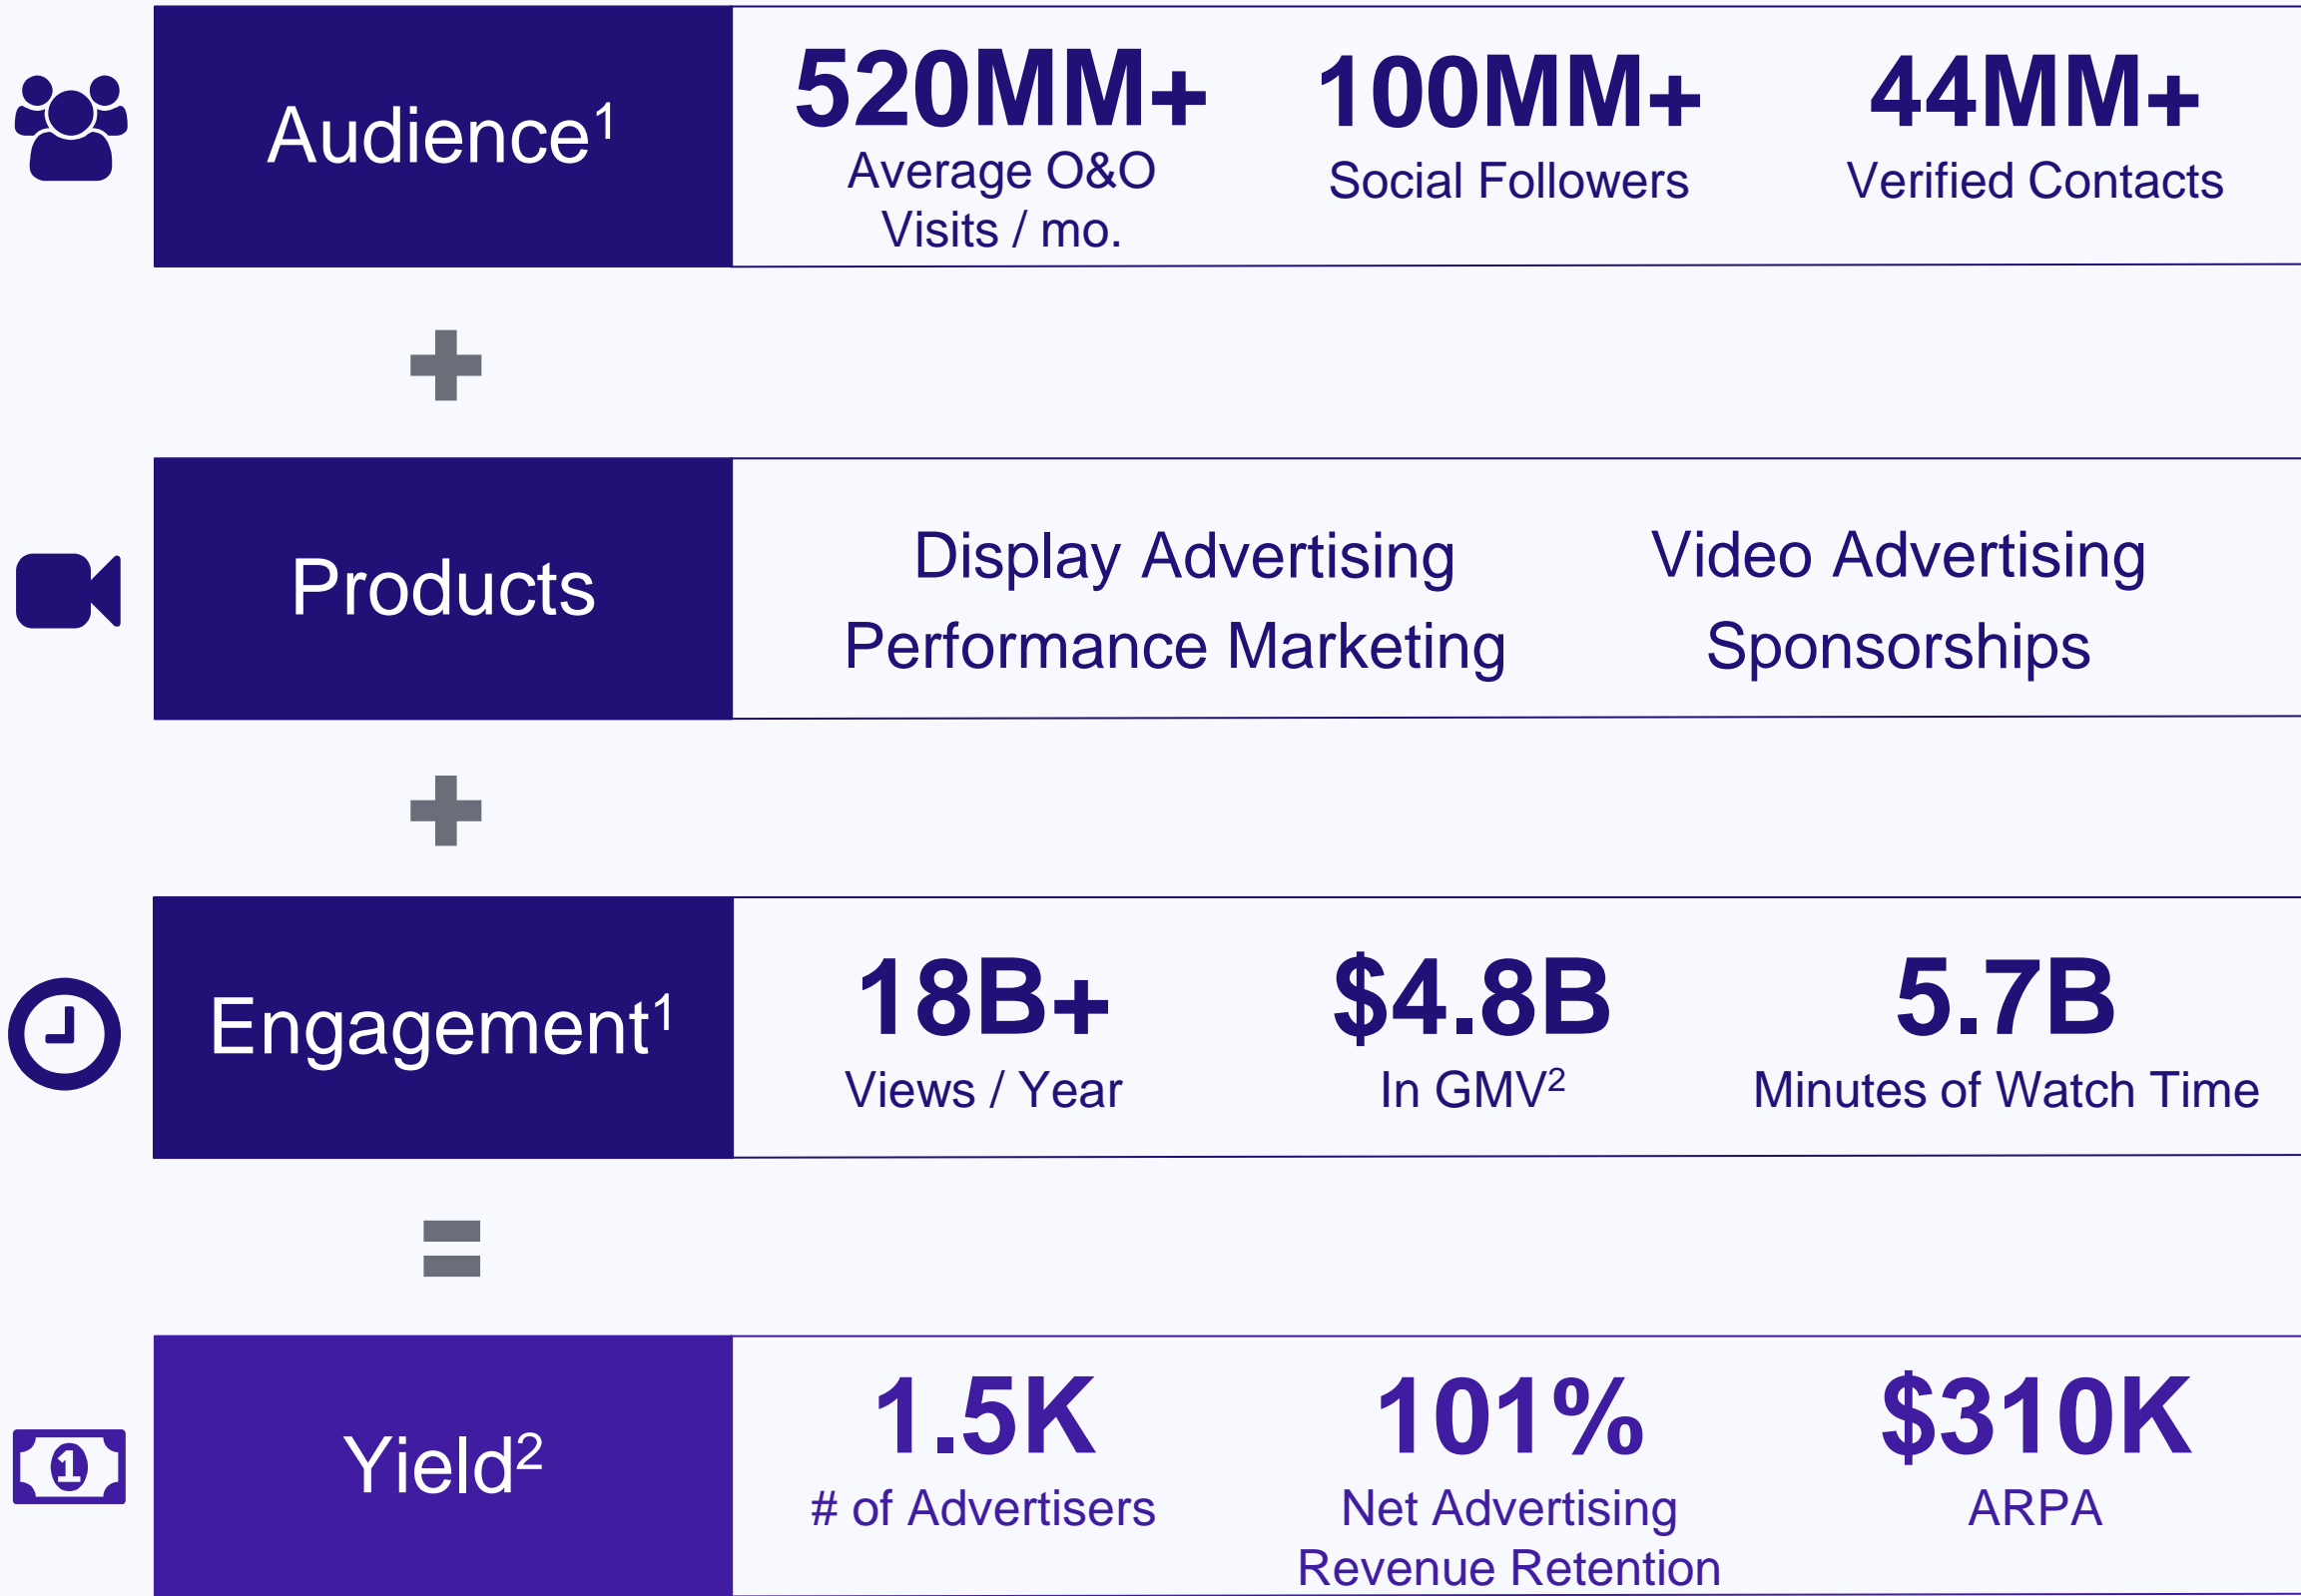 Audience¹
520MM+
Average O&O
Visits / mo.
100MM+
Social Followers
44MM+
Verified Contacts
Products
Display Advertising
Video Advertising
Performance Marketing
Sponsorships
Engagement¹
18B+
Views / Year
$4.8B
In GMV²
5.7B
Minutes of Watch Time
1
Yield²
1.5K
# of Advertisers
101%
Net Advertising
Revenue Retention
$310K
ARPA